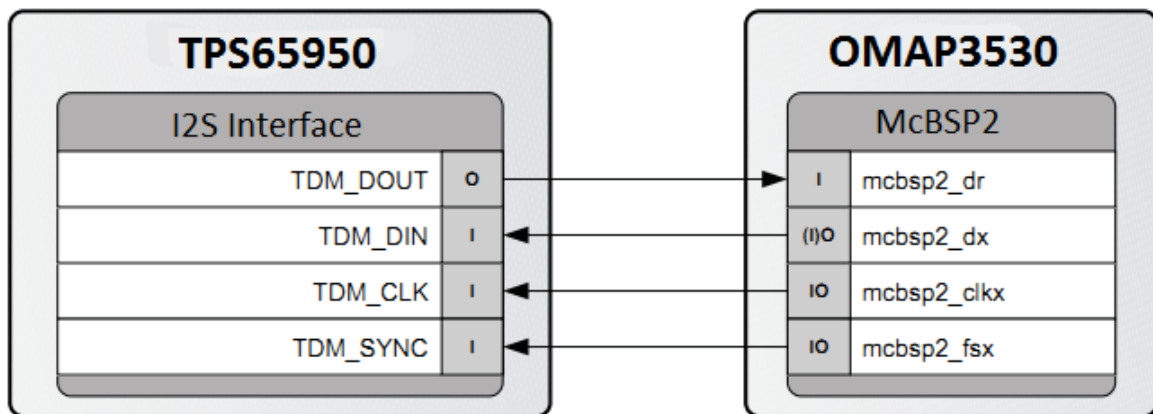 TPS65950
I2S Interface
TDM_DOUT O
TDM_DIN I
TDM_CLK I
TDM_SYNC I
OMAP3530
McBSP2
I mcbsp2_dr
(I)O mcbsp2_dx
IO mcbsp2_clkx
IO mcbsp2_fsx